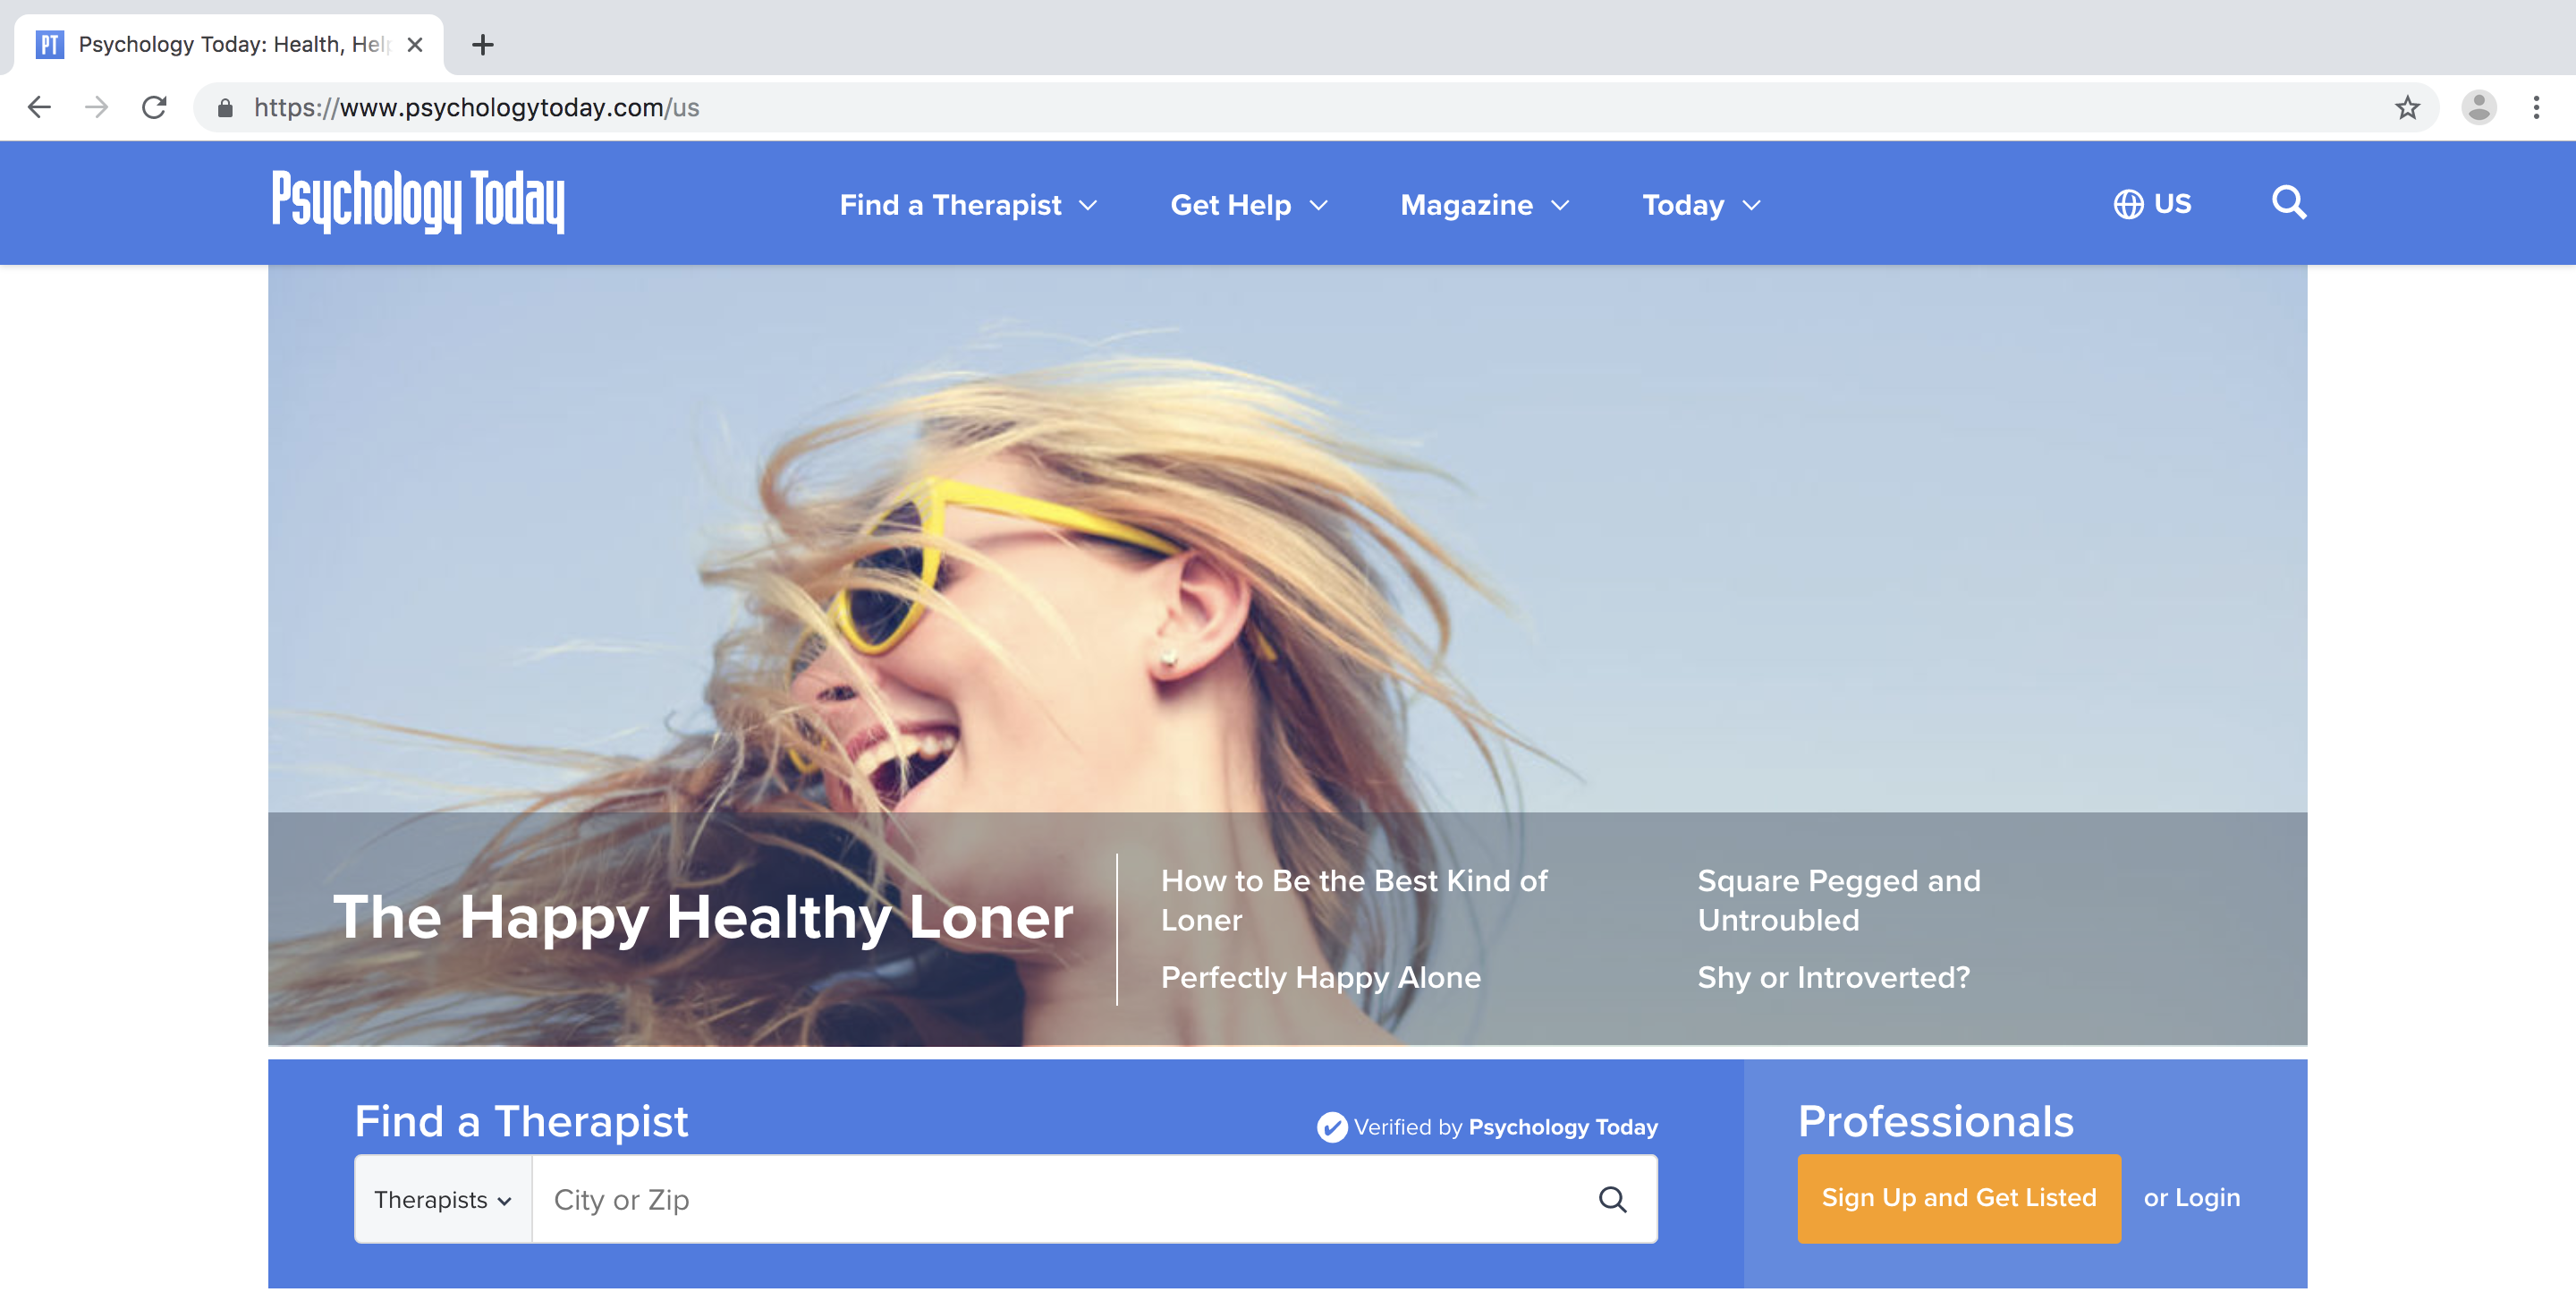 PT Psychology Today: Health, Hel
https://www.psychologytoday.com/us
Psychology Today
Find a Therapist
Get Help
Magazine
Today
US
The Happy Healthy Loner
How to Be the Best Kind of
Loner
Perfectly Happy Alone
Square Pegged and
Untroubled
Shy or Introverted?
Find a Therapist
Verified by Psychology Today
Therapists
City or Zip
Professionals
Sign Up and Get Listed
or Login